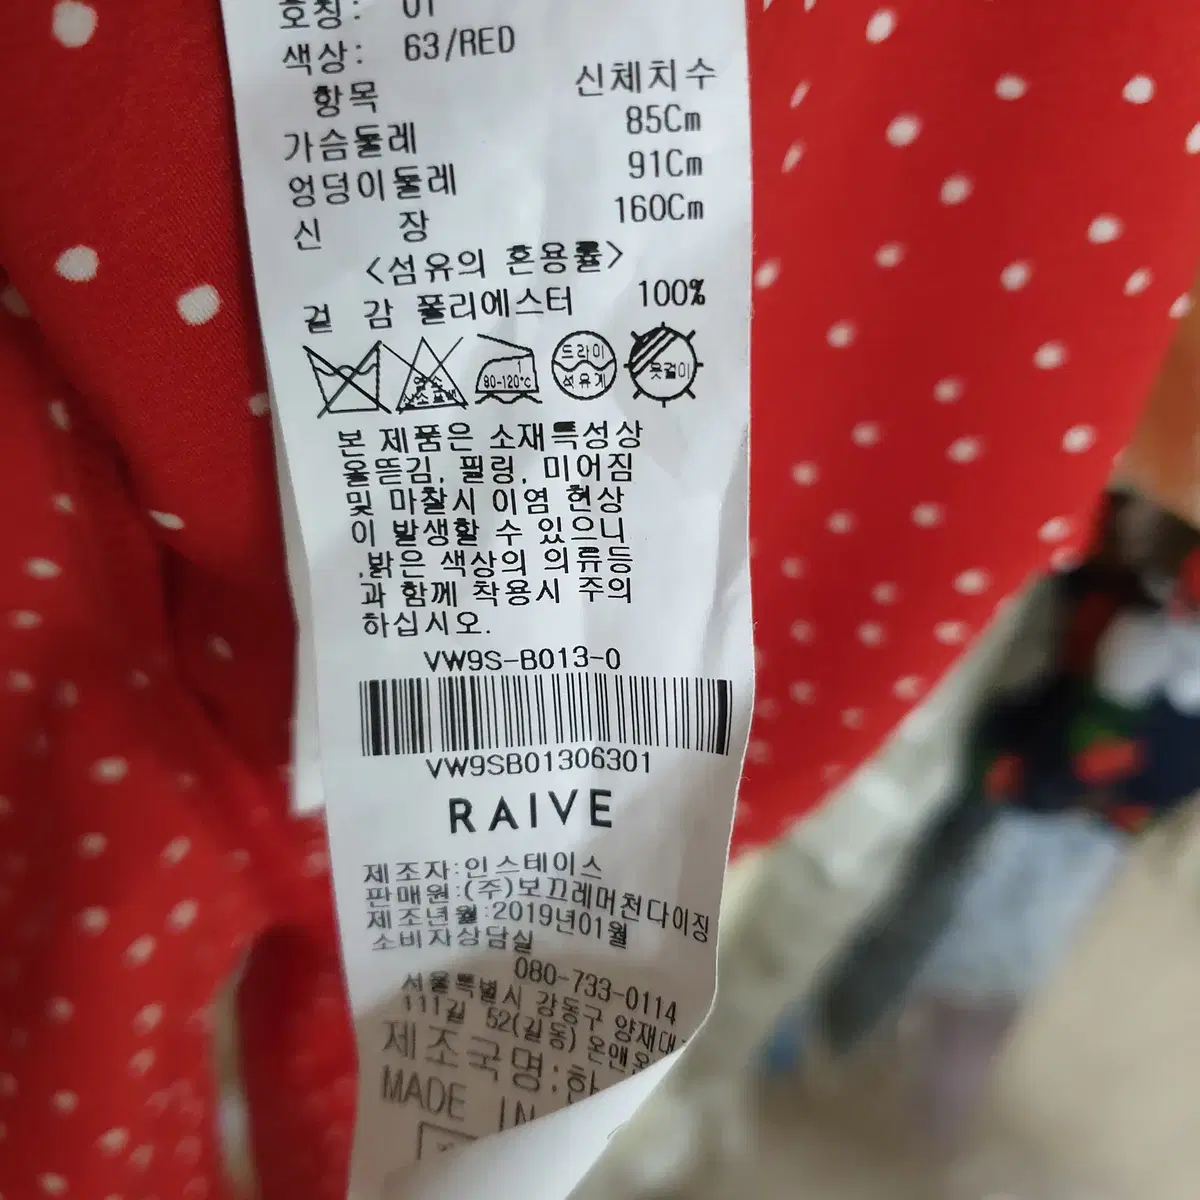 호칭: 01
색상: 63/RED
항목 신체치수
가슴둘레 85Cm
엉덩이둘레 91Cm
신 장 160Cm
<섬유의 혼용률>
겉 감 폴리에스터 100%
80-120°C
드라이
석유계
옷걸이
본 제품은 소재특성상
올뜯김, 필링, 미어짐
및 마찰시 이염 현상
이 발생할 수 있으니
,밝은 색상의 의류등
과 함께 착용시 주의
하십시오.
VW9S-B013-0
VW9SB01306301
RAIVE
제조자:인스테이스
판매원:(주)보끄레머천다이징
제조년월:2019년01월
소비자상담실
080-733-0114
서울특별시 강동구 양재대
111길 52(길동) 온앤온
제조국명:한
MADE IN